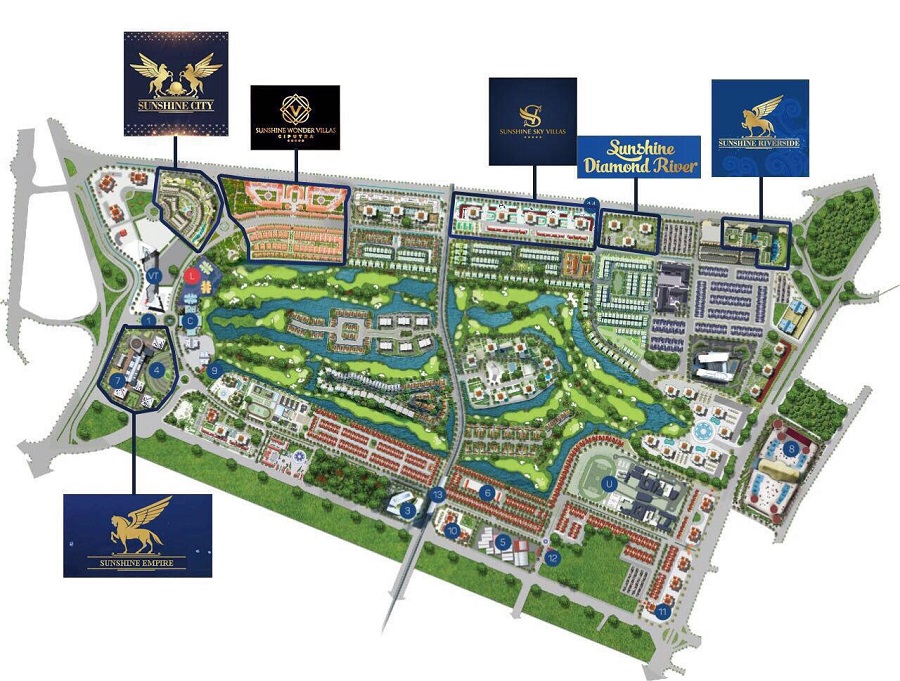 SUNSHINE CITY
SUNSHINE WONDER VILLAS
CIPUTRA
SUNSHINE SKY VILLAS
Sunshine
Diamond River
SUNSHINE RIVERSIDE
VT
L
1
C
7
4
9
SUNSHINE EMPIRE
3
13
6
10
5
12
U
8
11